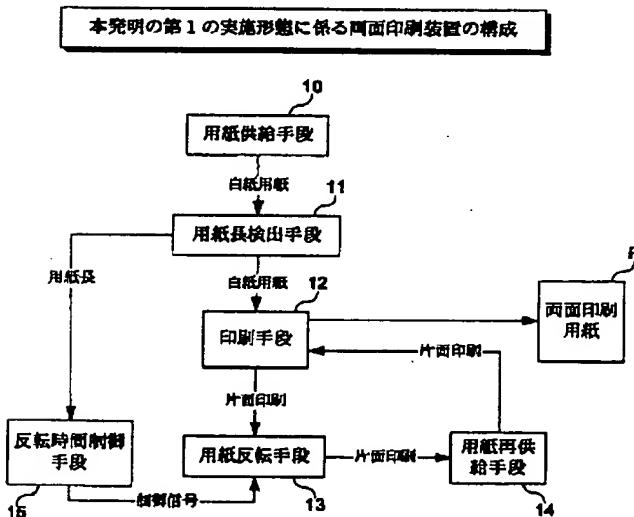 本発明の第１の実施形態に係る両面印刷装置の構成
10
用紙供給手段
白紙用紙
11
用紙長検出手段
用紙長
白紙用紙
12
印刷手段
P
両面印刷
用紙
片面印刷
片面印刷
反転時間制御
手段
15
制御信号
用紙反転手段
13
片面印刷
用紙再供
給手段
14